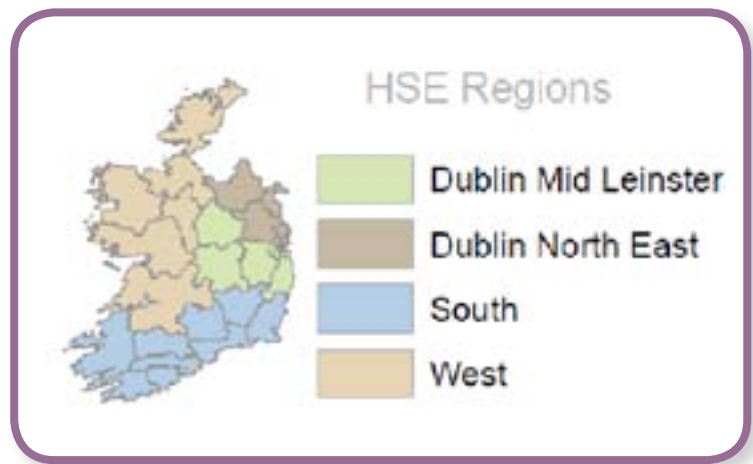 HSE Regions
Dublin Mid Leinster
Dublin North East
South
West